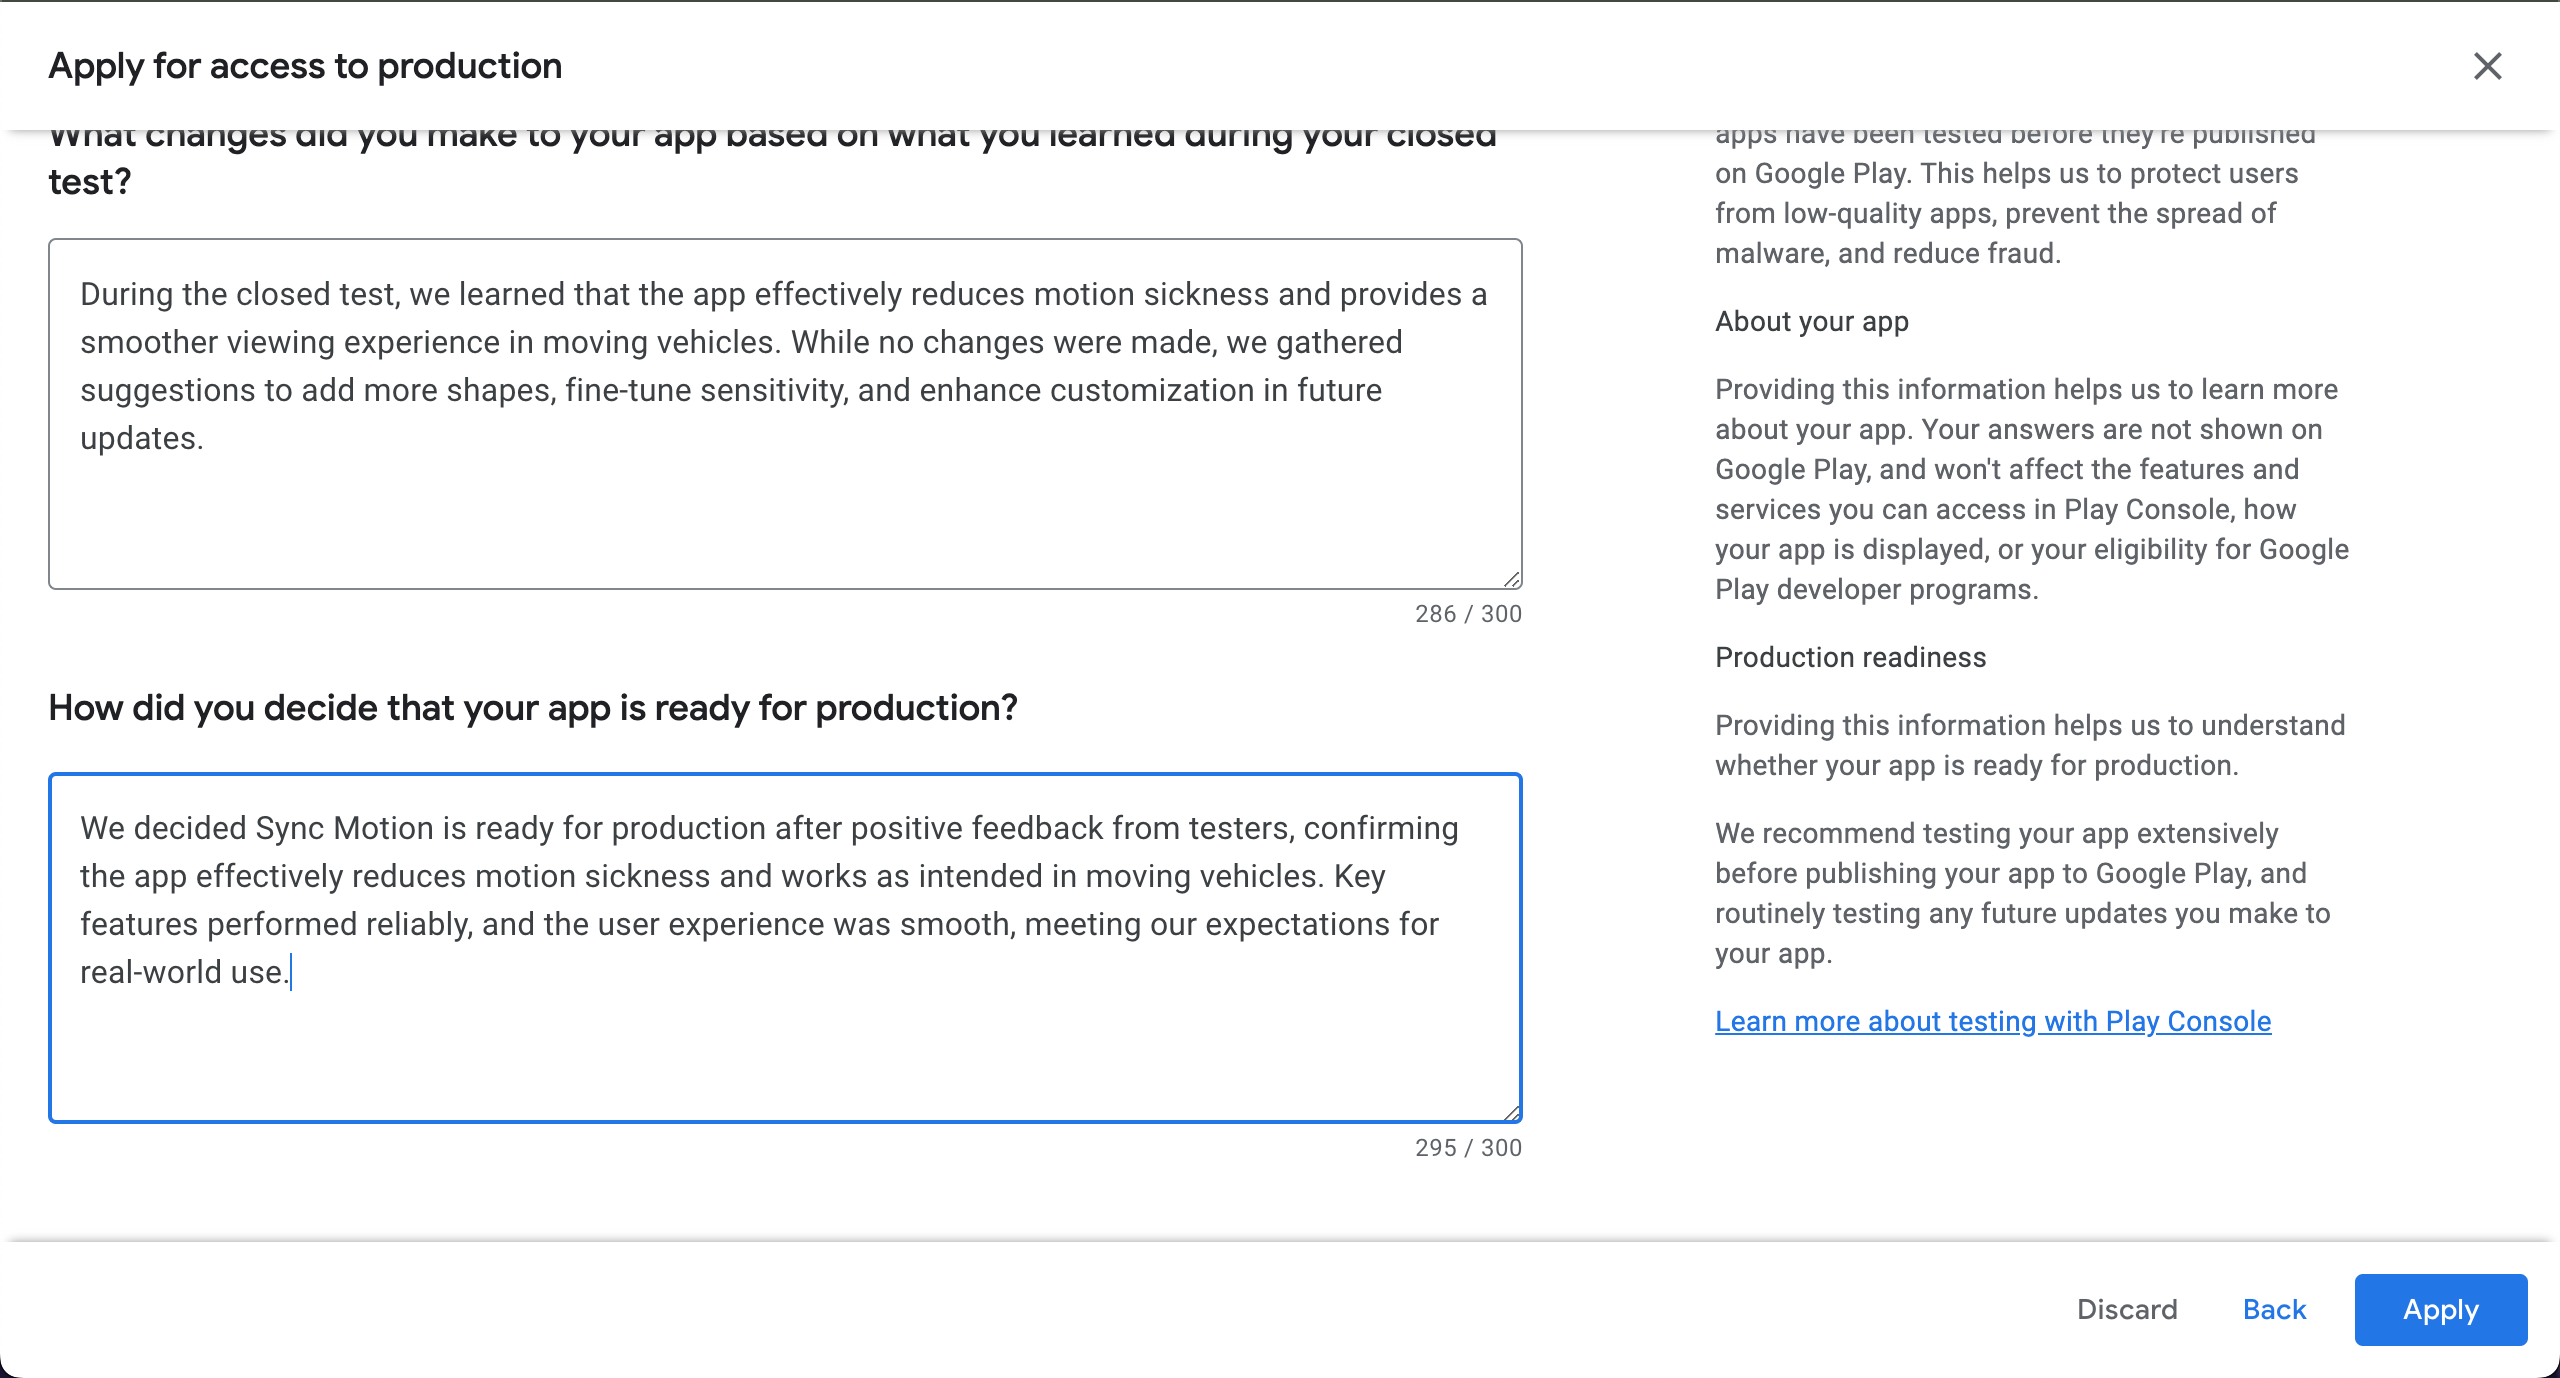 Apply for access to production
What changes did you make to your app based on what you learned during your closed
test?
During the closed test, we learned that the app effectively reduces motion sickness and provides a
smoother viewing experience in moving vehicles. While no changes were made, we gathered
suggestions to add more shapes, fine-tune sensitivity, and enhance customization in future
updates.
286 / 300
How did you decide that your app is ready for production?
We decided Sync Motion is ready for production after positive feedback from testers, confirming
the app effectively reduces motion sickness and works as intended in moving vehicles. Key
features performed reliably, and the user experience was smooth, meeting our expectations for
real-world use.
295 / 300
apps have been tested before they're published
on Google Play. This helps us to protect users
from low-quality apps, prevent the spread of
malware, and reduce fraud.
About your app
Providing this information helps us to learn more
about your app. Your answers are not shown on
Google Play, and won't affect the features and
services you can access in Play Console, how
your app is displayed, or your eligibility for Google
Play developer programs.
Production readiness
Providing this information helps us to understand
whether your app is ready for production.
We recommend testing your app extensively
before publishing your app to Google Play, and
routinely testing any future updates you make to
your app.
Learn more about testing with Play Console
Discard
Back
Apply